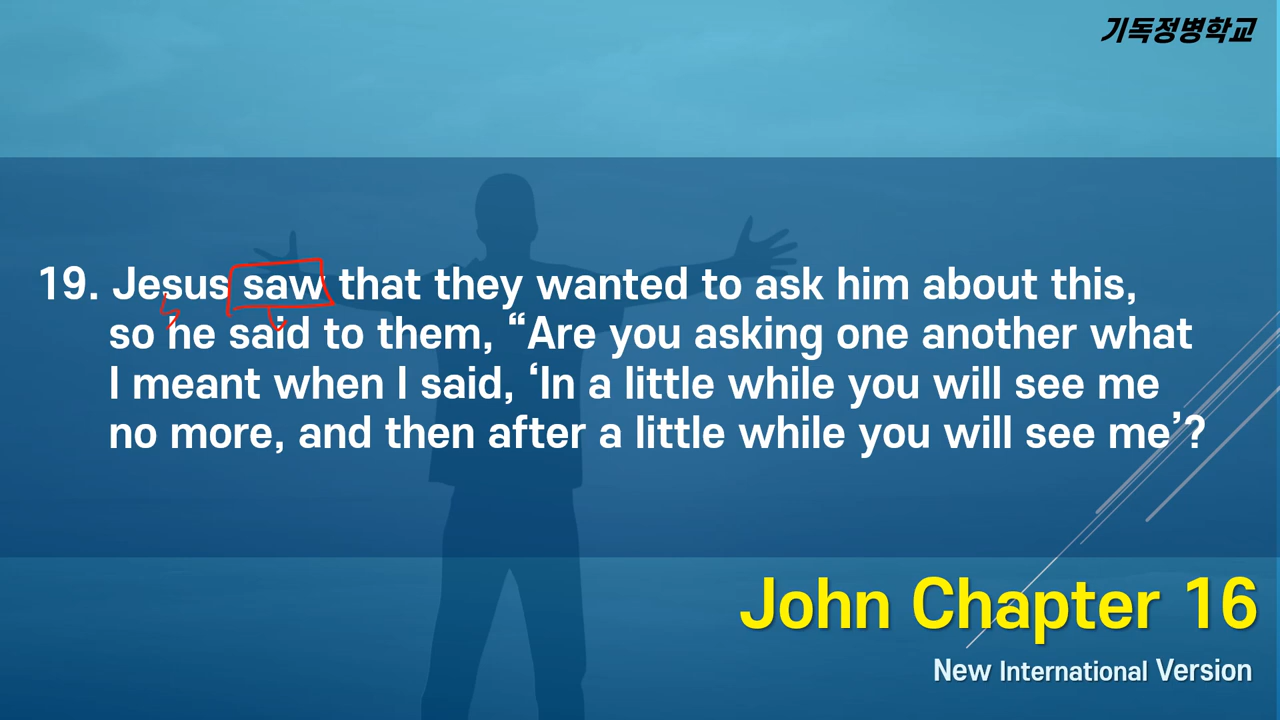 기독정병학교
19. Jesus saw that they wanted to ask him about this,
so he said to them, “Are you asking one another what
I meant when I said, ‘In a little while you will see me
no more, and then after a little while you will see me’?
John Chapter 16
New International Version